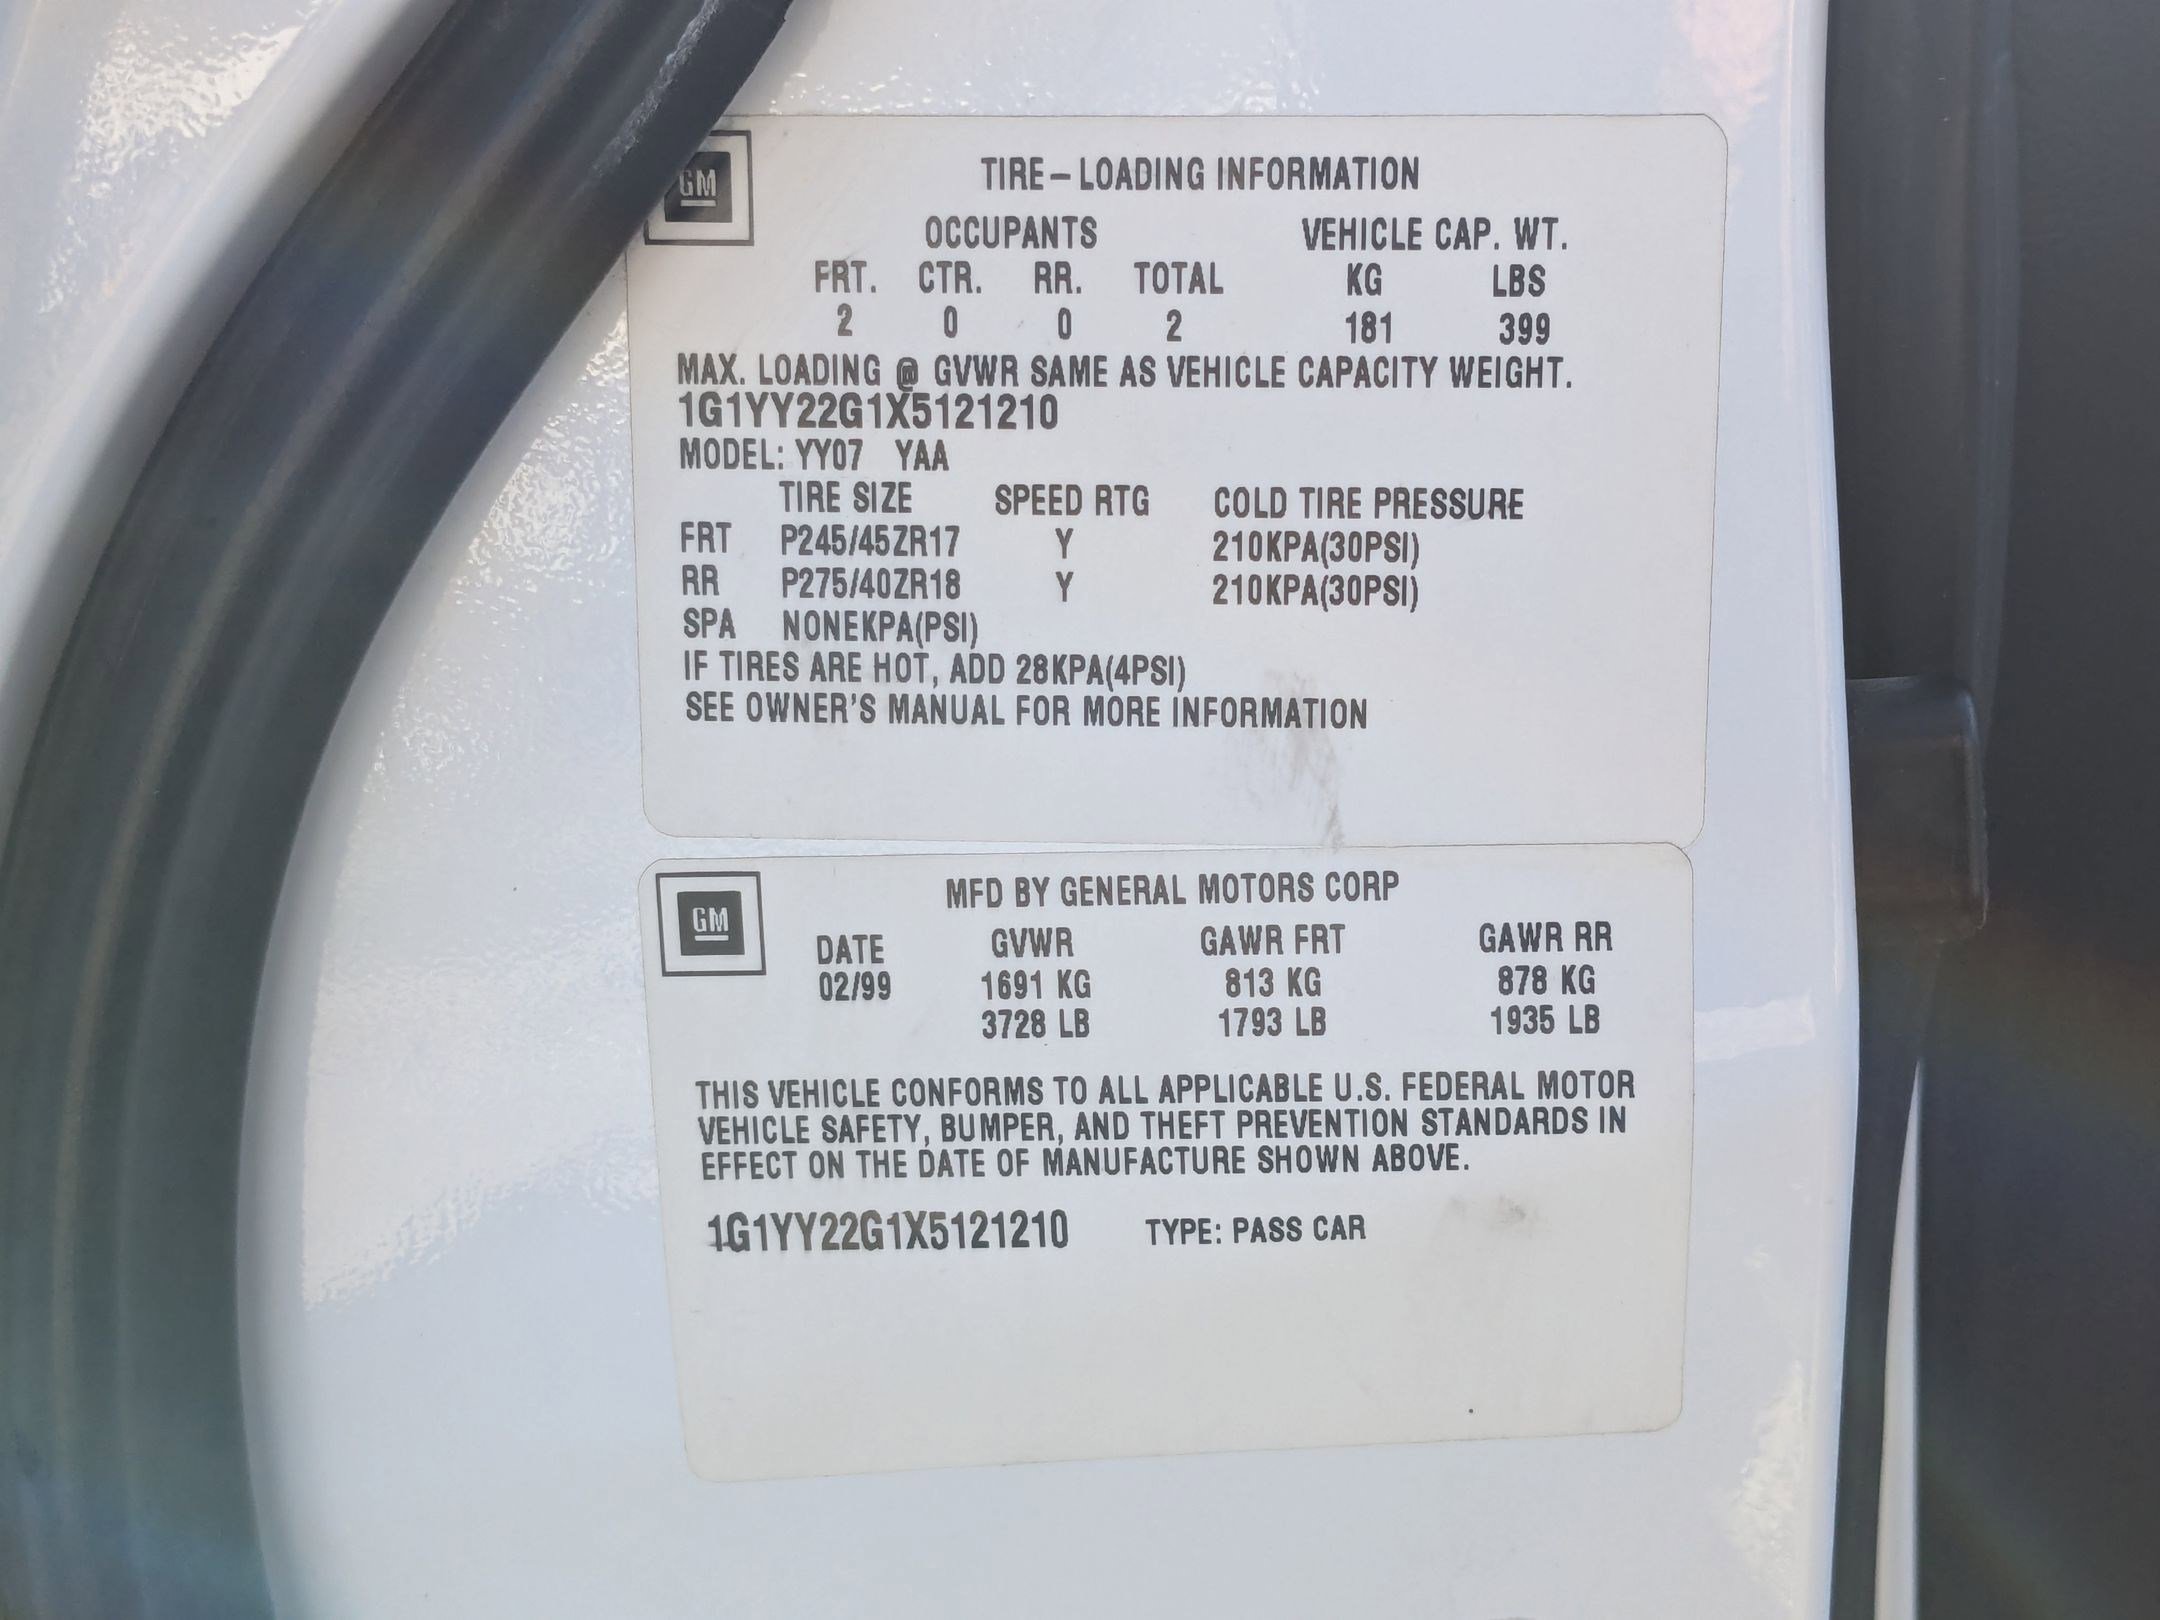 GM
TIRE-LOADING INFORMATION
OCCUPANTS VEHICLE CAP. WT.
FRT. CTR. RR. TOTAL KG LBS
2 0 0 2 181 399
MAX. LOADING @ GVWR SAME AS VEHICLE CAPACITY WEIGHT.
1G1YY22G1X5121210
MODEL: YY07 YAA
TIRE SIZE SPEED RTG COLD TIRE PRESSURE
FRT P245/45ZR17 Y 210KPA(30PSI)
RR P275/40ZR18 Y 210KPA(30PSI)
SPA NONEKPA(PSI)
IF TIRES ARE HOT, ADD 28KPA(4PSI)
SEE OWNER'S MANUAL FOR MORE INFORMATION
GM
MFD BY GENERAL MOTORS CORP
DATE GVWR GAWR FRT GAWR RR
02/99 1691 KG 813 KG 878 KG
3728 LB 1793 LB 1935 LB
THIS VEHICLE CONFORMS TO ALL APPLICABLE U.S. FEDERAL MOTOR
VEHICLE SAFETY, BUMPER, AND THEFT PREVENTION STANDARDS IN
EFFECT ON THE DATE OF MANUFACTURE SHOWN ABOVE.
1G1YY22G1X5121210 TYPE: PASS CAR